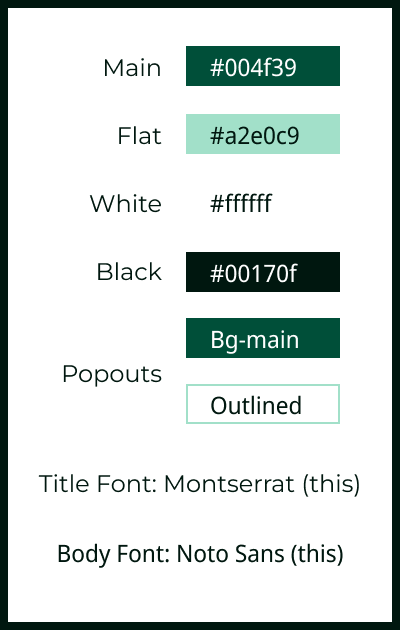 Main #004f39
Flat #a2e0c9
White #ffffff
Black #00170f
Bg-main
Popouts
Outlined
Title Font: Montserrat (this)
Body Font: Noto Sans (this)